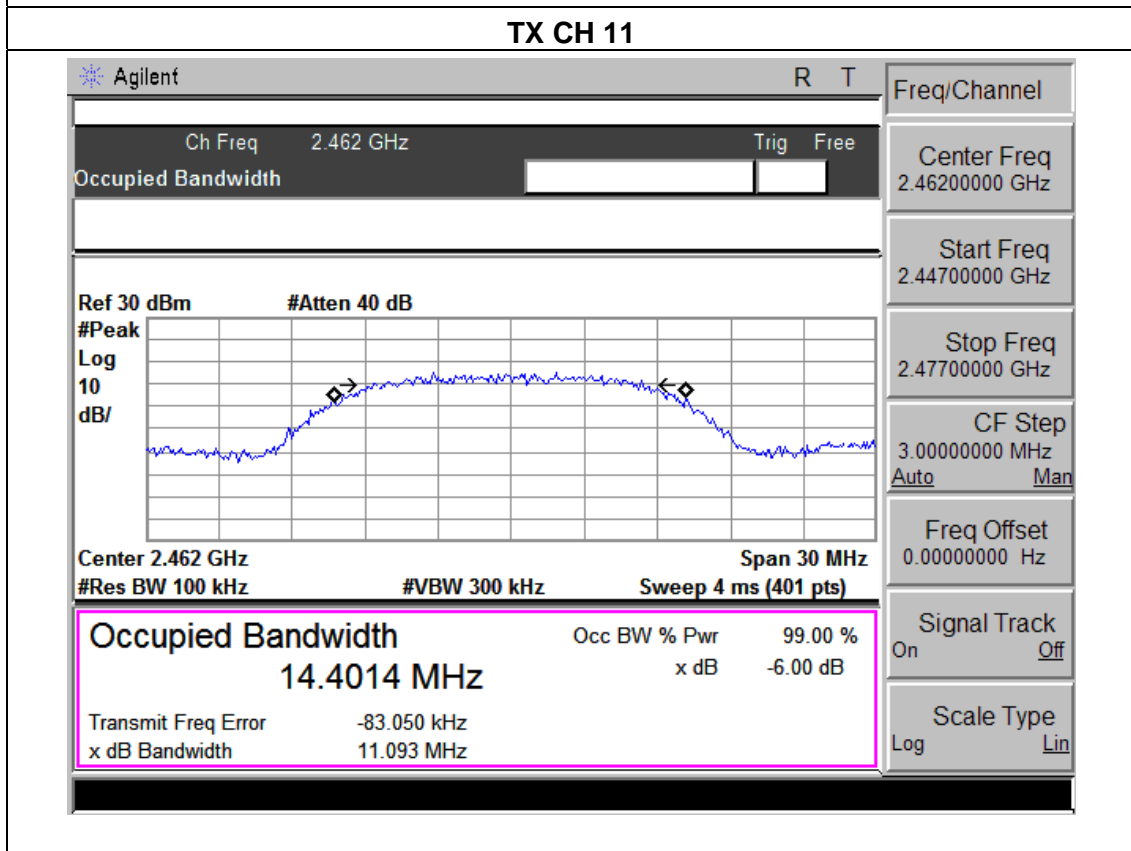 TX CH 11
Agilent R T
Ch Freq 2.462 GHz Trig Free
Occupied Bandwidth
Ref 30 dBm #Atten 40 dB
#Peak
Log
10
dB/
Center 2.462 GHz Span 30 MHz
#Res BW 100 kHz #VBW 300 kHz Sweep 4 ms (401 pts)
Occupied Bandwidth Occ BW % Pwr 99.00 %
14.4014 MHz x dB -6.00 dB
Transmit Freq Error -83.050 kHz
x dB Bandwidth 11.093 MHz
Freq/Channel
Center Freq
2.46200000 GHz
Start Freq
2.44700000 GHz
Stop Freq
2.47700000 GHz
CF Step
3.00000000 MHz
Auto Man
Freq Offset
0.00000000 Hz
Signal Track
On Off
Scale Type
Log Lin